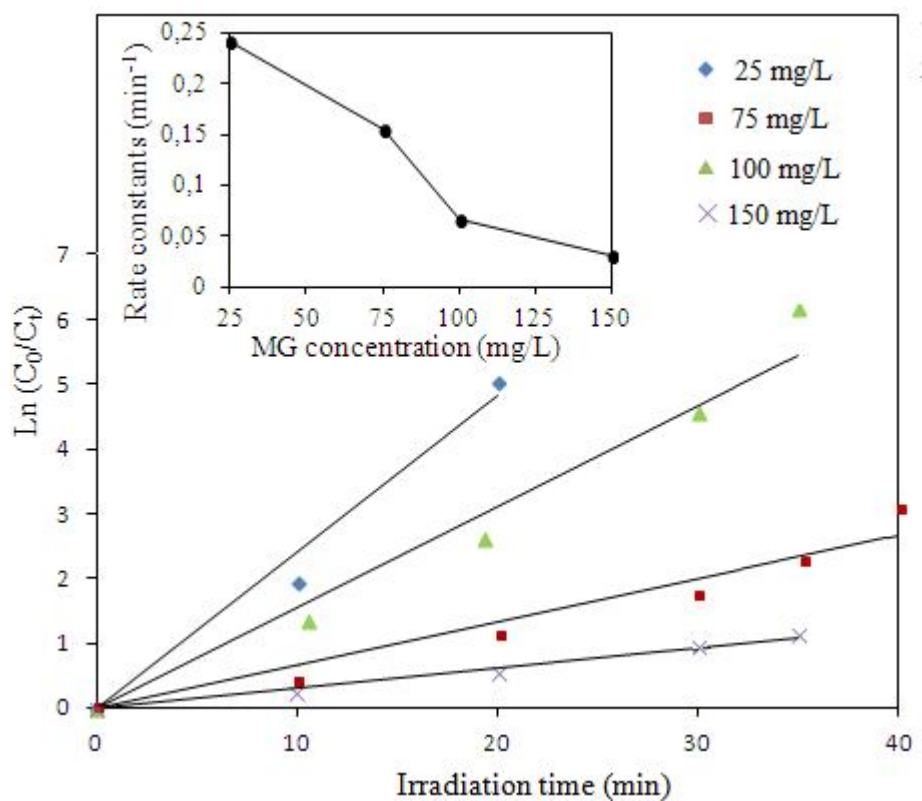 0,25
0,2
0,15
0,1
0,05
0
Rate constants (min⁻¹)
25 50 75 100 125 150
MG concentration (mg/L)
25 mg/L
75 mg/L
100 mg/L
150 mg/L
7
6
5
4
3
2
1
0
Ln (C₀/Cₜ)
0 10 20 30 40
Irradiation time (min)